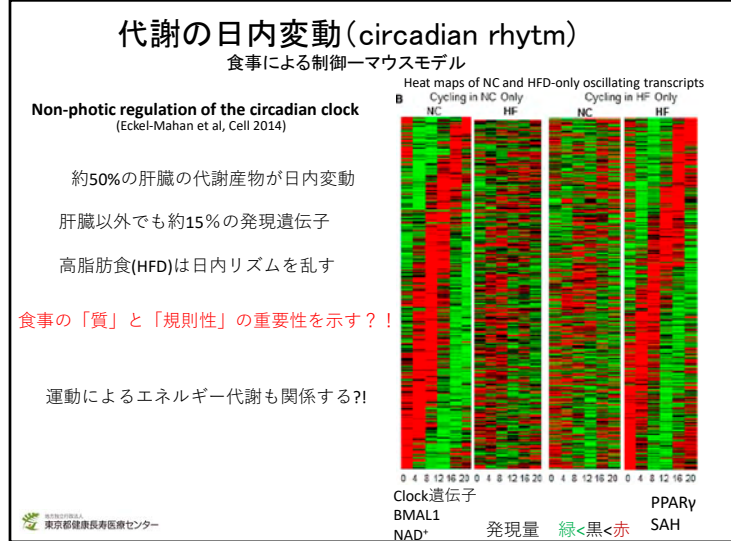 代謝の日内変動(circadian rhytm)
食事による制御ーマウスモデル
Non-photic regulation of the circadian clock
(Eckel-Mahan et al, Cell 2014)
約50%の肝臓の代謝産物が日内変動
肝臓以外でも約15%の発現遺伝子
高脂肪食(HFD)は日内リズムを乱す
食事の「質」と「規則性」の重要性を示す?!
運動によるエネルギー代謝も関係する?!
Heat maps of NC and HFD-only oscillating transcripts
B Cycling in NC Only Cycling in HF Only
NC HF NC HF
0 4 8 12 16 20 0 4 8 12 16 20 0 4 8 12 16 20 0 4 8 12 16 20
Clock遺伝子
BMAL1
NAD⁺
発現量 緑<黒<赤
PPARγ
SAH
地方独立行政法人
東京都健康長寿医療センター